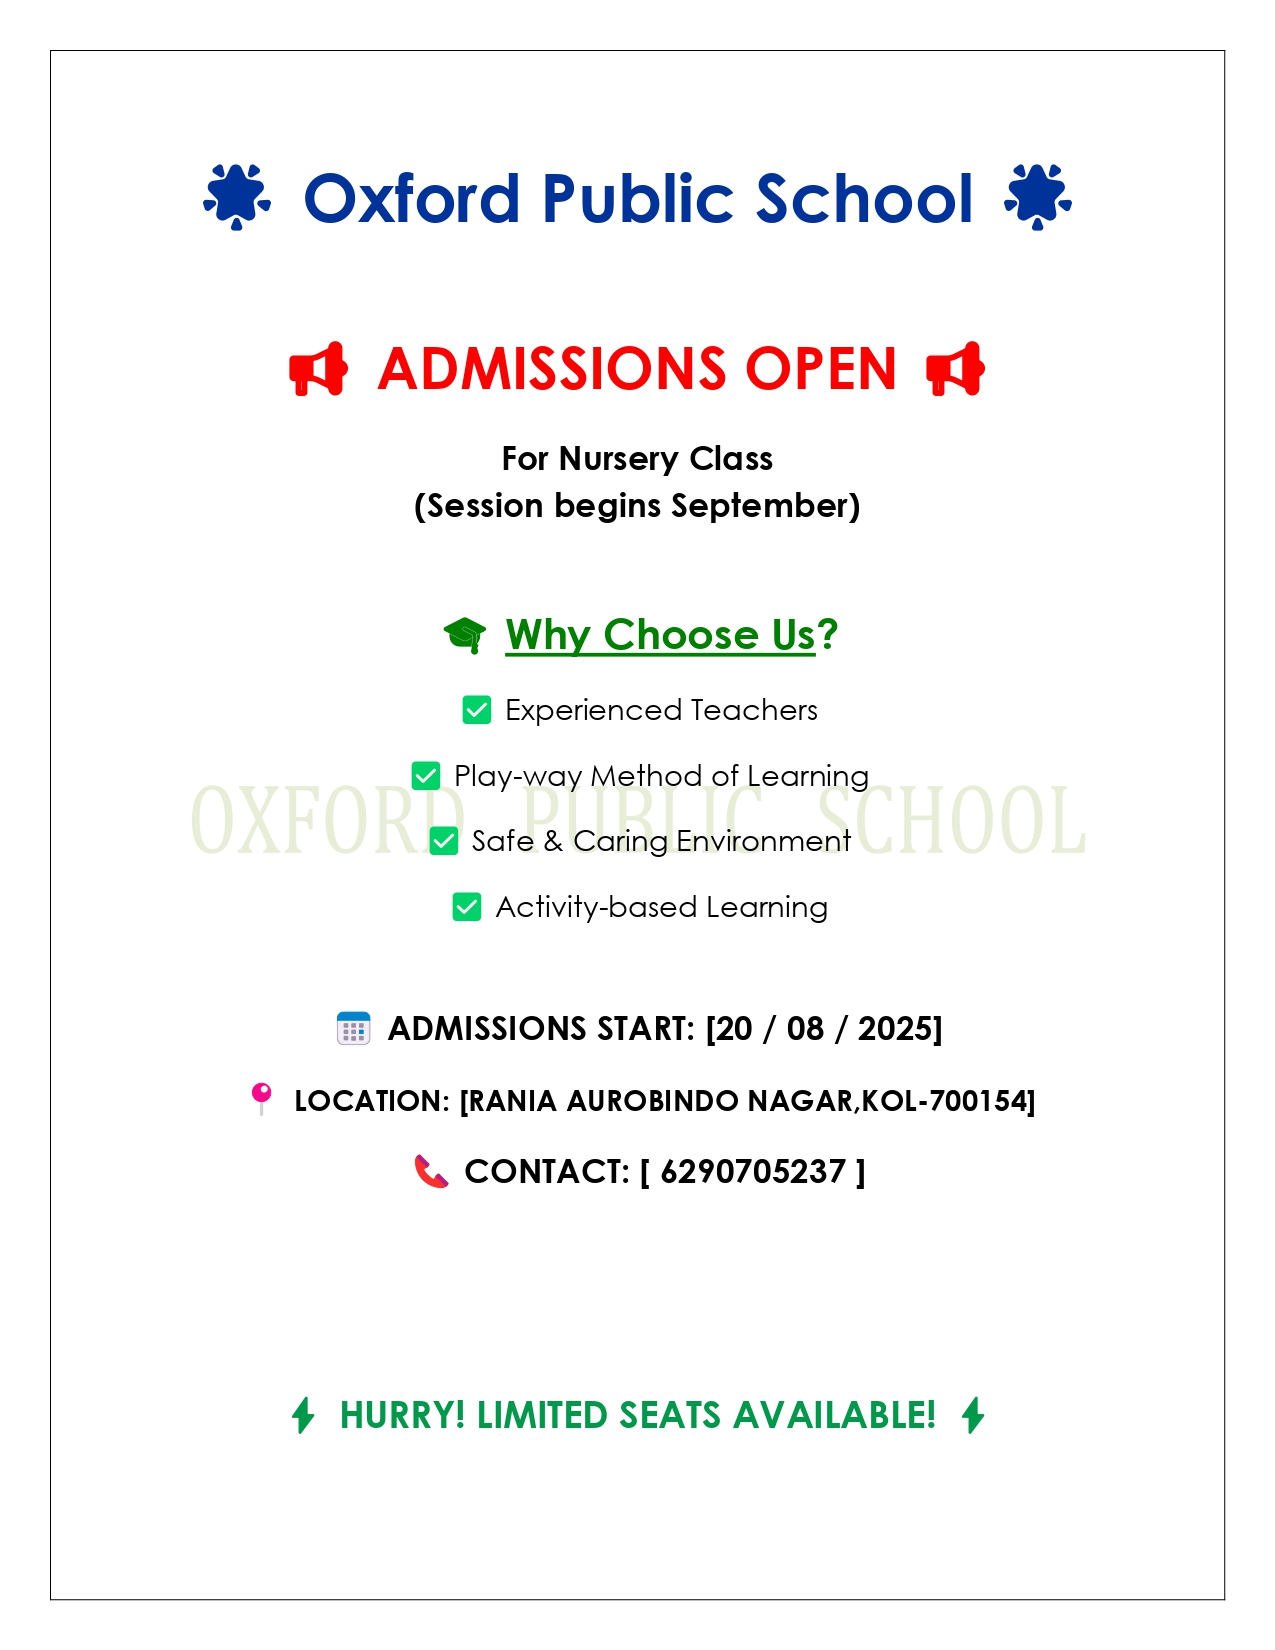 Oxford Public School
ADMISSIONS OPEN
For Nursery Class
(Session begins September)
Why Choose Us?
Experienced Teachers
Play-way Method of Learning
OXFORD PUBLIC SCHOOL
Safe & Caring Environment
Activity-based Learning
ADMISSIONS START: [20 / 08 / 2025]
LOCATION: [RANIA AUROBINDO NAGAR,KOL-700154]
CONTACT: [ 6290705237 ]
HURRY! LIMITED SEATS AVAILABLE!